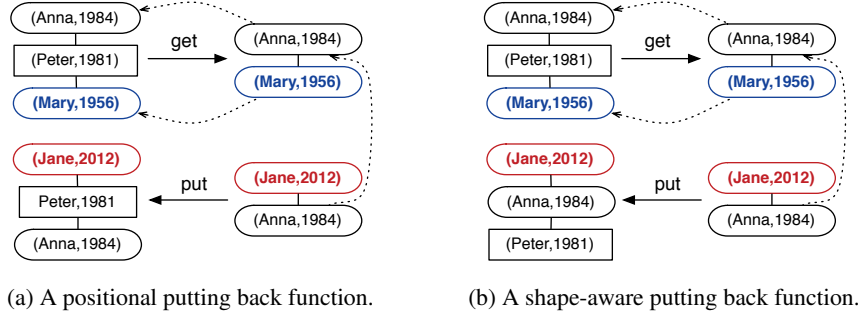 (Anna,1984)
(Peter,1981)
(Mary,1956)
get
(Anna,1984)
(Mary,1956)
(Jane,2012)
Peter,1981
(Anna,1984)
put
(Jane,2012)
(Anna,1984)
(a) A positional putting back function.
(Anna,1984)
(Peter,1981)
(Mary,1956)
get
(Anna,1984)
(Mary,1956)
(Jane,2012)
(Anna,1984)
(Peter,1981)
put
(Jane,2012)
(Anna,1984)
(b) A shape-aware putting back function.